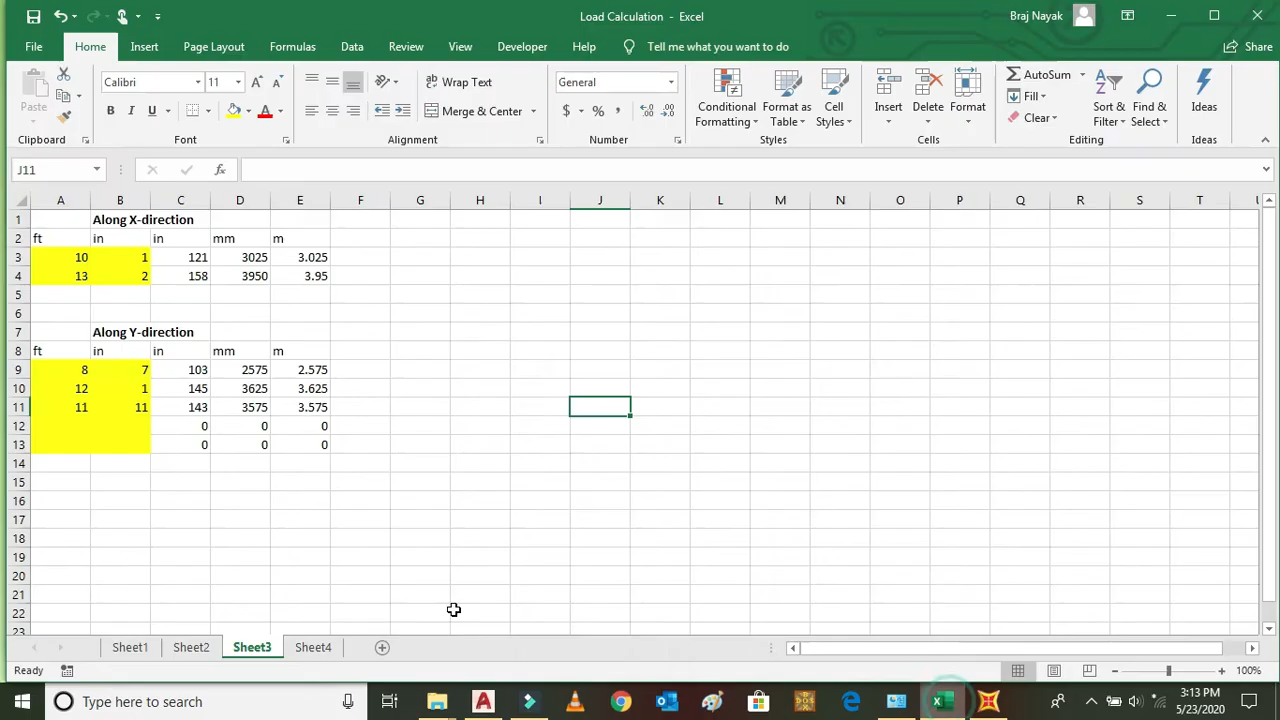 Load Calculation - Excel
Braj Nayak
File Home Insert Page Layout Formulas Data Review View Developer Help Tell me what you want to do Share
Paste
Calibri 11
B I U
Wrap Text
Merge & Center
General
$ % ,
Conditional Formatting
Format as Table
Cell Styles
Insert
Delete
Format
AutoSum
Fill
Clear
Sort & Filter
Find & Select
Ideas
Clipboard Font Alignment Number Styles Cells Editing Ideas
J11 fx
A B C D E F G H I J K L M N O P Q R S T
1 Along X-direction
2 ft in in mm m
3 10 1 121 3025 3.025
4 13 2 158 3950 3.95
5
6
7 Along Y-direction
8 ft in in mm m
9 8 7 103 2575 2.575
10 12 1 145 3625 3.625
11 11 11 143 3575 3.575
12 0 0 0
13 0 0 0
14
15
16
17
18
19
20
21
22
23
Sheet1 Sheet2 Sheet3 Sheet4
Ready 100%
Type here to search
3:13 PM
5/23/2020